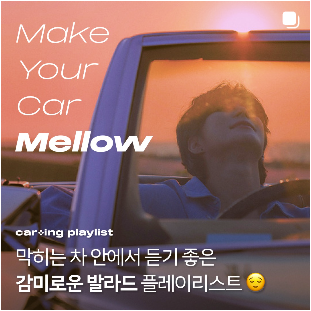 Make
Your
Car
Mellow
car✧ing playlist
막히는 차 안에서 듣기 좋은
감미로운 발라드 플레이리스트 😌